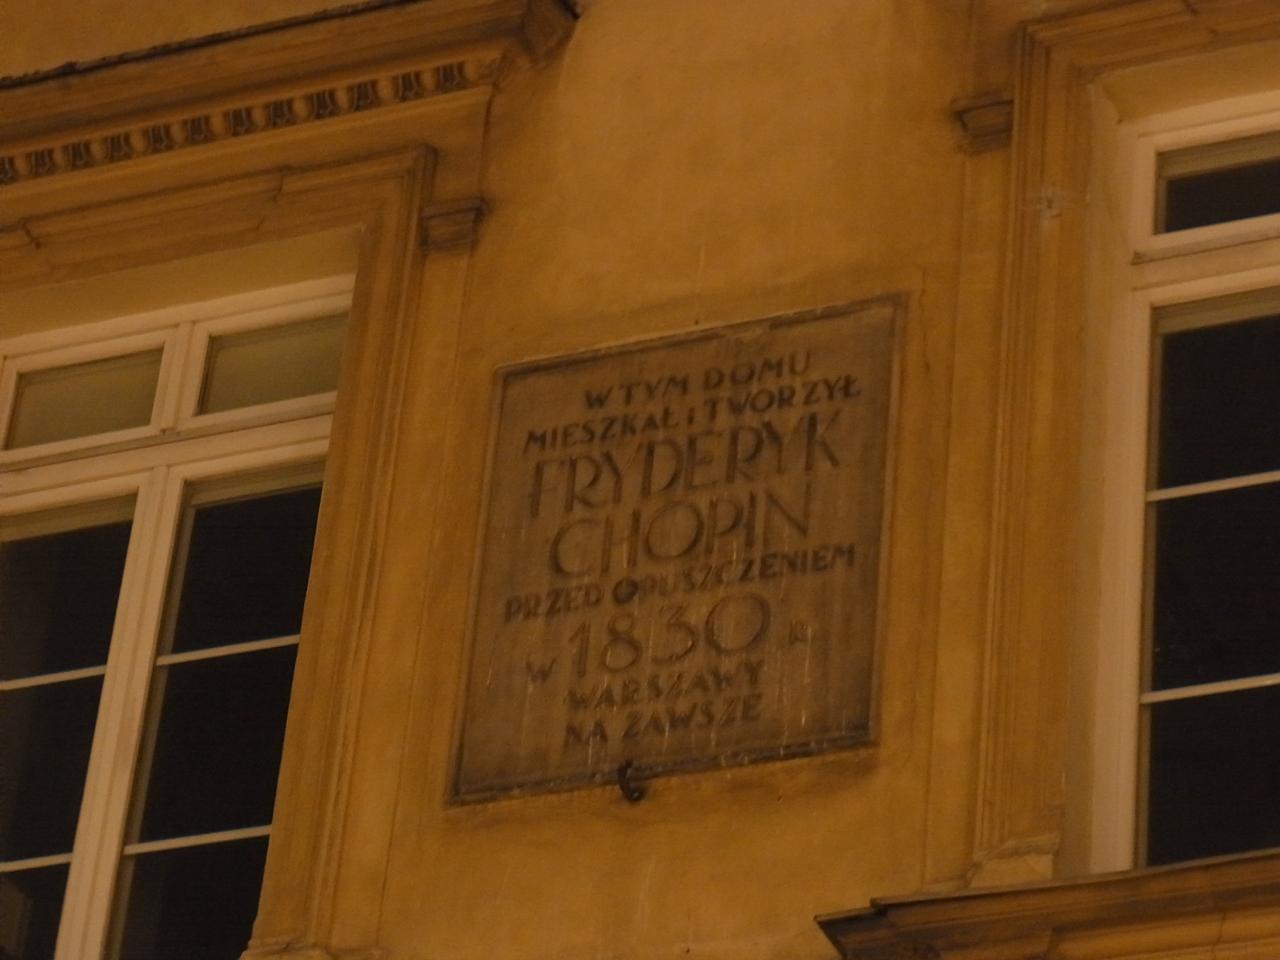 W TYM DOMU
MIESZKAŁ i TWORZYŁ
FRYDERYK
CHOPIN
PRZED OPUSZCZENIEM
W 1830 R
WARSZAWY
NA ZAWSZE